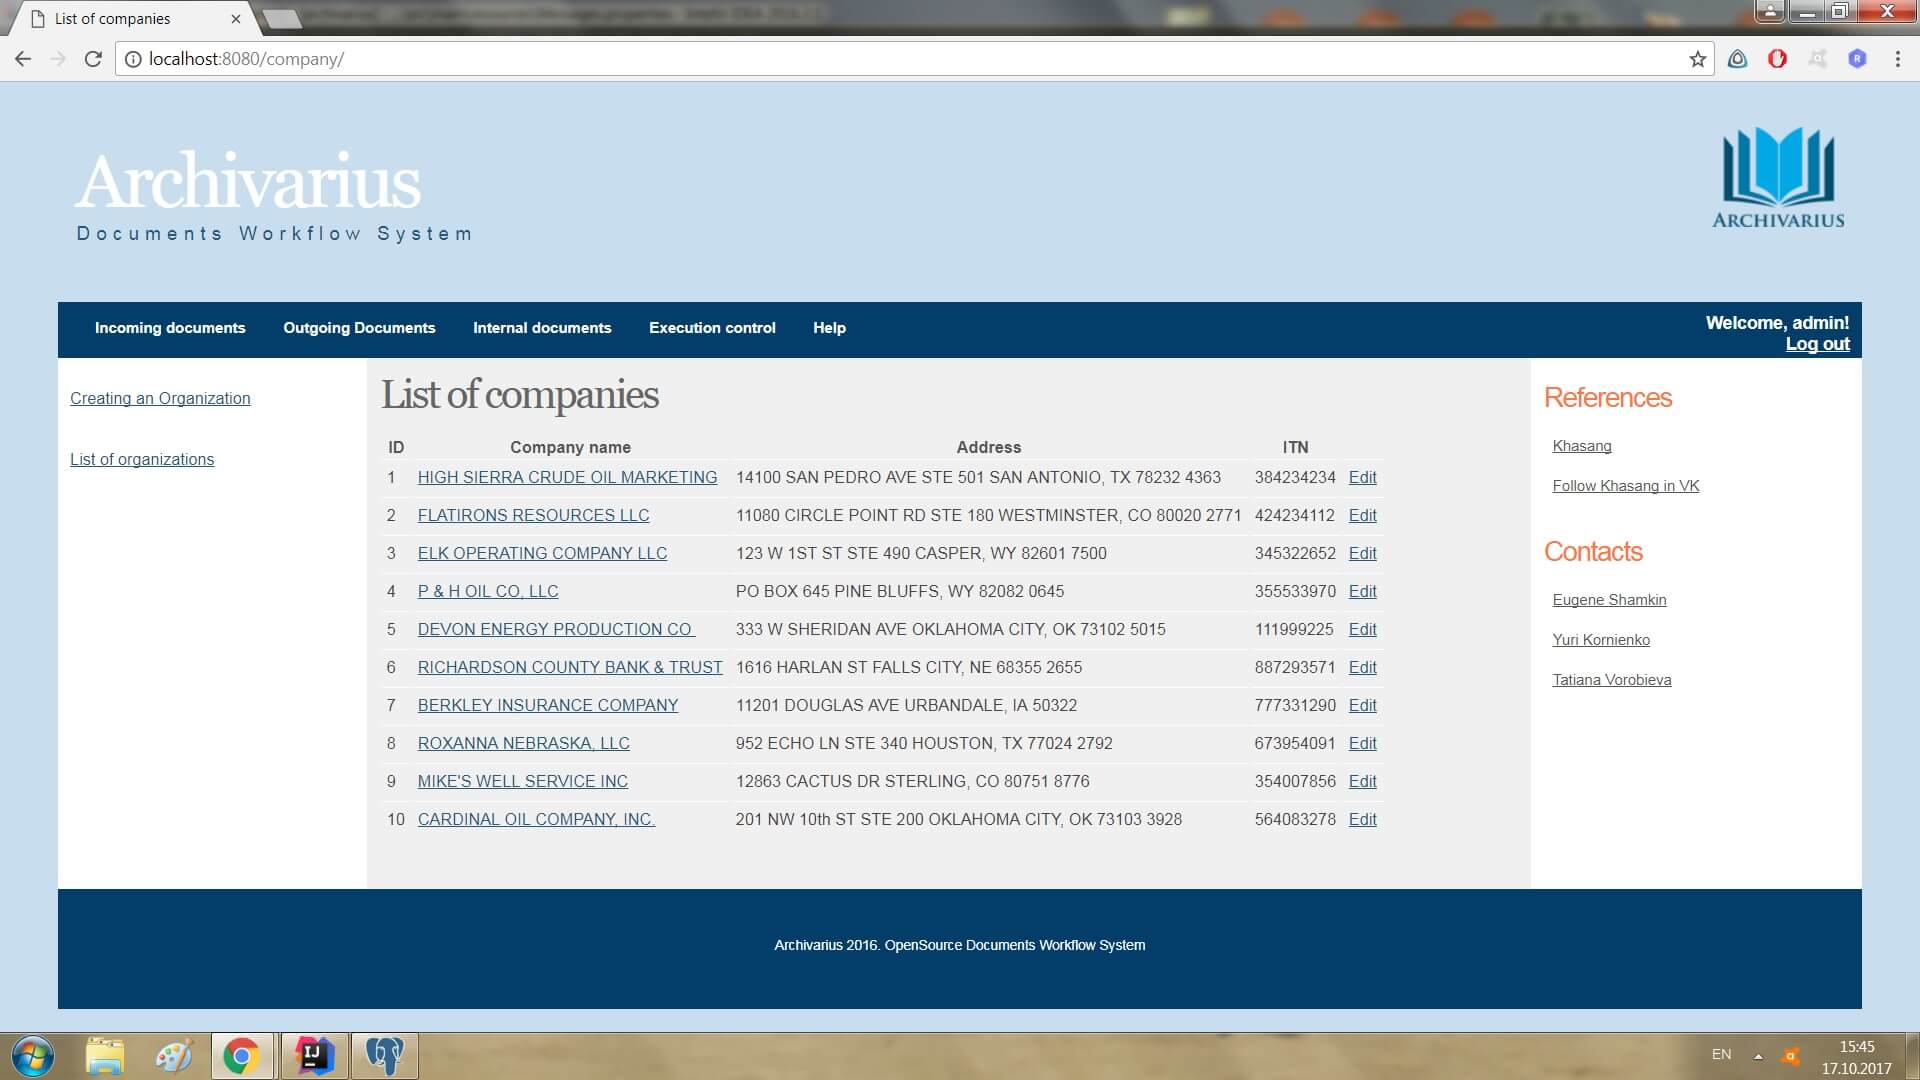 List of companies
localhost:8080/company/
Archivarius
Documents Workflow System
ARCHIVARIUS
Incoming documents Outgoing Documents Internal documents Execution control Help
Welcome, admin!
Log out
Creating an Organization
List of organizations
List of companies
ID Company name Address ITN
1 HIGH SIERRA CRUDE OIL MARKETING 14100 SAN PEDRO AVE STE 501 SAN ANTONIO, TX 78232 4363 384234234 Edit
2 FLATIRONS RESOURCES LLC 11080 CIRCLE POINT RD STE 180 WESTMINSTER, CO 80020 2771 424234112 Edit
3 ELK OPERATING COMPANY LLC 123 W 1ST ST STE 490 CASPER, WY 82601 7500 345322652 Edit
4 P & H OIL CO, LLC PO BOX 645 PINE BLUFFS, WY 82082 0645 355533970 Edit
5 DEVON ENERGY PRODUCTION CO 333 W SHERIDAN AVE OKLAHOMA CITY, OK 73102 5015 111999225 Edit
6 RICHARDSON COUNTY BANK & TRUST 1616 HARLAN ST FALLS CITY, NE 68355 2655 887293571 Edit
7 BERKLEY INSURANCE COMPANY 11201 DOUGLAS AVE URBANDALE, IA 50322 777331290 Edit
8 ROXANNA NEBRASKA, LLC 952 ECHO LN STE 340 HOUSTON, TX 77024 2792 673954091 Edit
9 MIKE'S WELL SERVICE INC 12863 CACTUS DR STERLING, CO 80751 8776 354007856 Edit
10 CARDINAL OIL COMPANY, INC. 201 NW 10th ST STE 200 OKLAHOMA CITY, OK 73103 3928 564083278 Edit
References
Khasang
Follow Khasang in VK
Contacts
Eugene Shamkin
Yuri Kornienko
Tatiana Vorobieva
Archivarius 2016. OpenSource Documents Workflow System
IJ
EN
15:45
17.10.2017